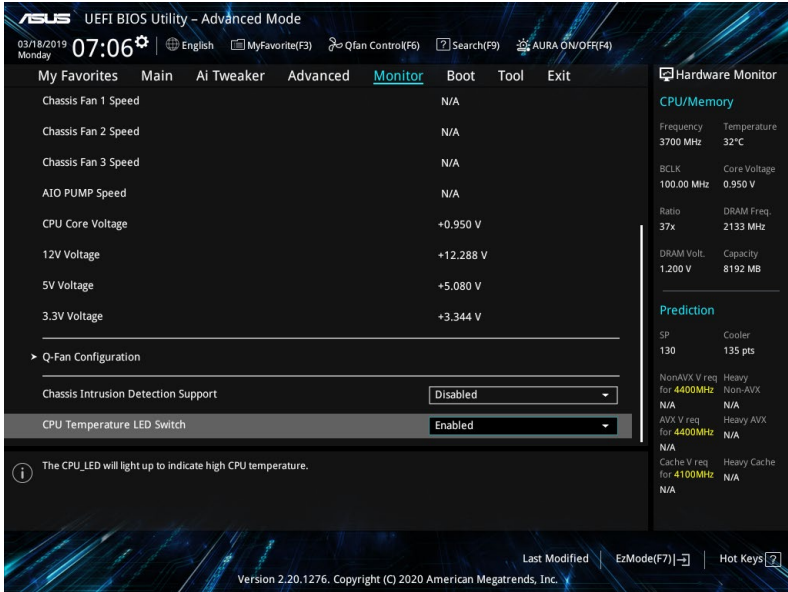 ASUS UEFI BIOS Utility – Advanced Mode
03/18/2019 Monday 07:06 English MyFavorite(F3) Qfan Control(F6) ? Search(F9) AURA ON/OFF(F4)
My Favorites Main Ai Tweaker Advanced Monitor Boot Tool Exit
Chassis Fan 1 Speed N/A
Chassis Fan 2 Speed N/A
Chassis Fan 3 Speed N/A
AIO PUMP Speed N/A
CPU Core Voltage +0.950 V
12V Voltage +12.288 V
5V Voltage +5.080 V
3.3V Voltage +3.344 V
> Q-Fan Configuration
Chassis Intrusion Detection Support Disabled
CPU Temperature LED Switch Enabled
i The CPU_LED will light up to indicate high CPU temperature.
Hardware Monitor
CPU/Memory
Frequency Temperature
3700 MHz 32°C
BCLK Core Voltage
100.00 MHz 0.950 V
Ratio DRAM Freq.
37x 2133 MHz
DRAM Volt. Capacity
1.200 V 8192 MB
Prediction
SP Cooler
130 135 pts
NonAVX V req Heavy
for 4400MHz Non-AVX
N/A N/A
AVX V req Heavy AVX
for 4400MHz N/A
N/A
Cache V req Heavy Cache
for 4100MHz N/A
N/A
Last Modified EzMode(F7) Hot Keys ?
Version 2.20.1276. Copyright (C) 2020 American Megatrends, Inc.